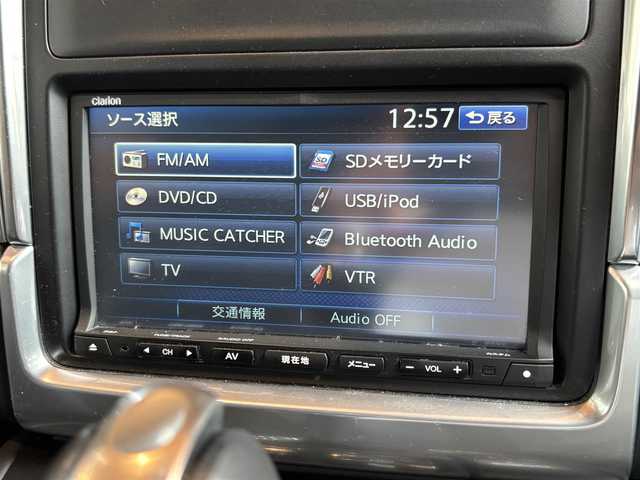 Clarion
ソース選択 12:57 戻る
FM/AM SDメモリーカード
DVD/CD USB/iPod
MUSIC CATCHER Bluetooth Audio
TV VTR
交通情報 Audio OFF
CH AV 現在地 メニュー − VOL +